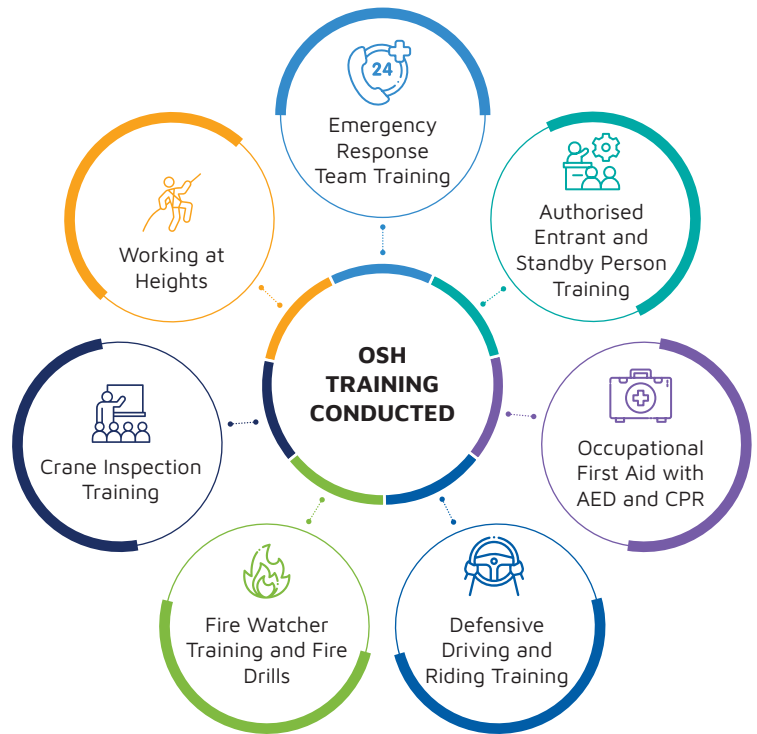 24
Emergency
Response
Team Training
Authorised
Entrant and
Standby Person
Training
Occupational
First Aid with
AED and CPR
Defensive
Driving and
Riding Training
Fire Watcher
Training and Fire
Drills
Crane Inspection
Training
Working at
Heights
OSH
TRAINING
CONDUCTED